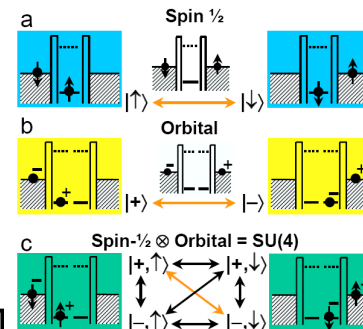 a Spin ½
|↑⟩ |↓⟩
b Orbital
- + - +
|+⟩ |−⟩
c Spin-½ ⊗ Orbital = SU(4)
|+,↑⟩ |+,↓⟩
- + - +
|−,↑⟩ |−,↓⟩